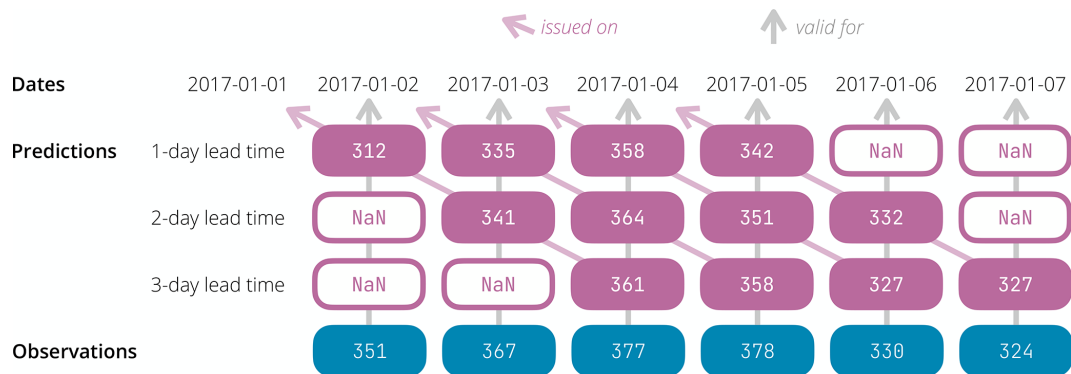 issued on valid for
Dates 2017-01-01 2017-01-02 2017-01-03 2017-01-04 2017-01-05 2017-01-06 2017-01-07
Predictions 1-day lead time 312 335 358 342 NaN NaN
2-day lead time NaN 341 364 351 332 NaN
3-day lead time NaN NaN 361 358 327 327
Observations 351 367 377 378 330 324